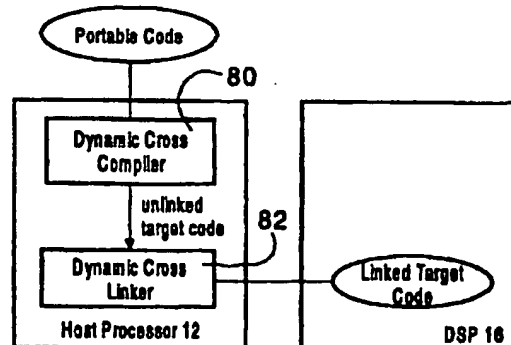 Portable Code
80
Dynamic Cross
Compiler
unlinked
target code
82
Dynamic Cross
Linker
Linked Target
Code
Host Processor 12
DSP 16